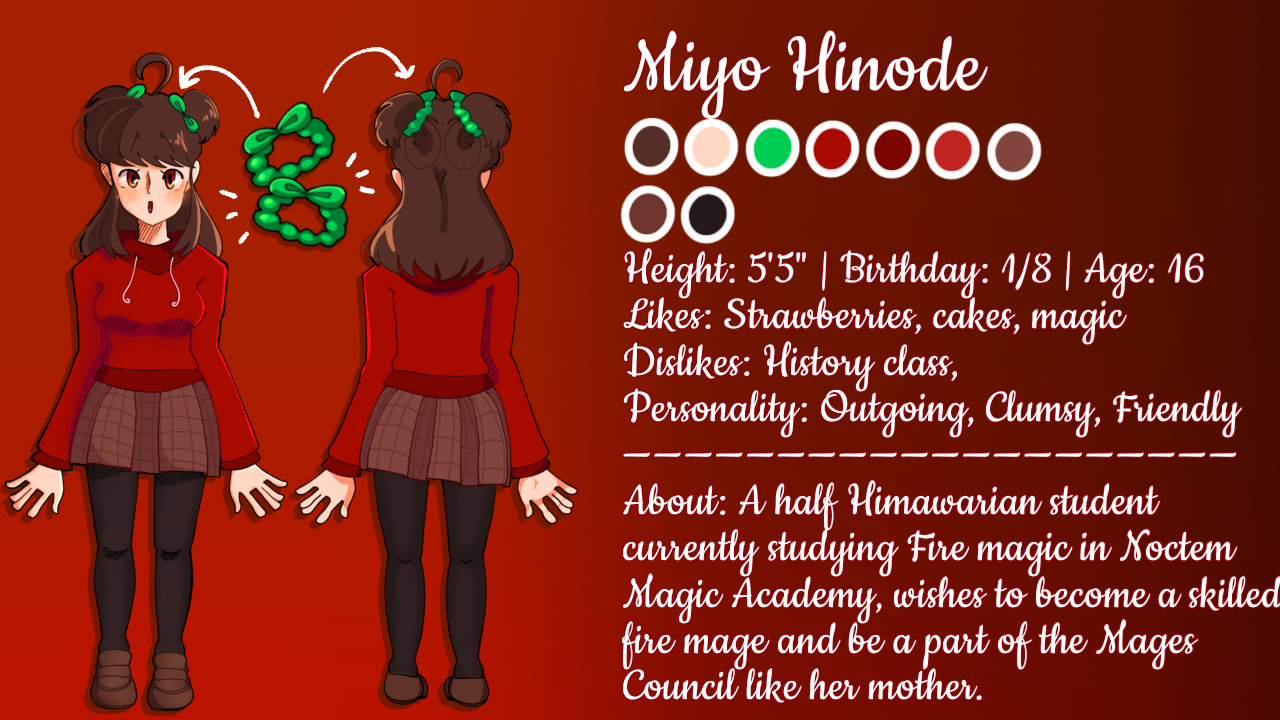 Miyo Hinode
Height: 5'5" | Birthday: 1/8 | Age: 16
Likes: Strawberries, cakes, magic
Dislikes: History class,
Personality: Outgoing, Clumsy, Friendly
————————————————————
About: A half Himawarian student
currently studying Fire magic in Noctem
Magic Academy, wishes to become a skilled
fire mage and be a part of the Mages
Council like her mother.